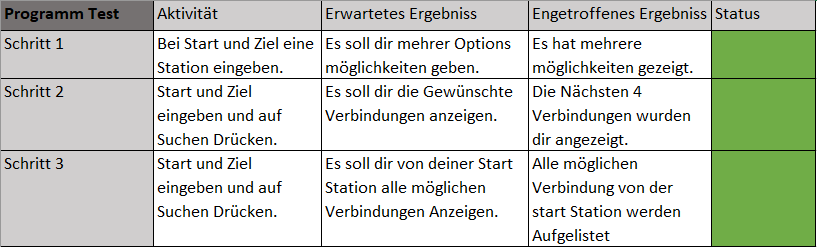 Programm Test Aktivität Erwartetes Ergebniss Engetroffenes Ergebniss Status
Schritt 1 Bei Start und Ziel eine Es soll dir mehrer Options Es hat mehrere
Station eingeben. möglichkeiten geben. möglichkeiten gezeigt.
Schritt 2 Start und Ziel Es soll dir die Gewünschte Die Nächsten 4
eingeben und auf Verbindungen anzeigen. Verbindungen wurden
Suchen Drücken. dir angezeigt.
Schritt 3 Start und Ziel Es soll dir von deiner Start Alle möglichen
eingeben und auf Station alle möglichen Verbindung von der
Suchen Drücken. Verbindungen Anzeigen. start Station werden
Aufgelistet